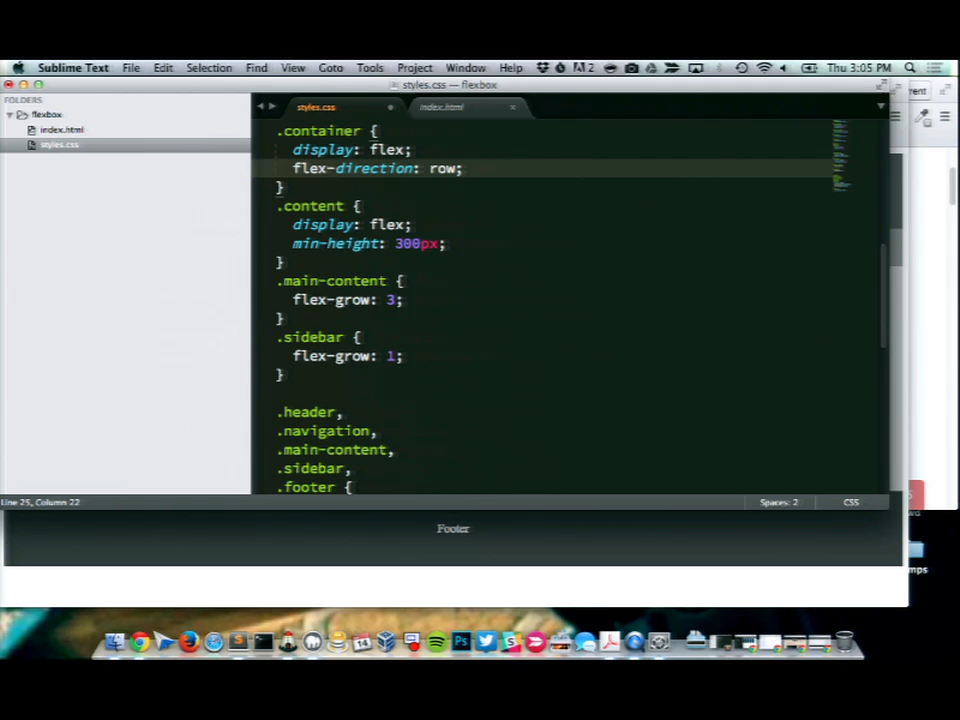 Sublime Text File Edit Selection Find View Goto Tools Project Window Help 2 Thu 3:05 PM
styles.css — flexbox
FOLDERS
flexbox
index.html
styles.css
styles.css index.html
.container {
display: flex;
flex-direction: row;
}
.content {
display: flex;
min-height: 300px;
}
.main-content {
flex-grow: 3;
}
.sidebar {
flex-grow: 1;
}
.header,
.navigation,
.main-content,
.sidebar,
.footer {
Line 25, Column 22 Spaces: 2 CSS
Footer
14
Ps